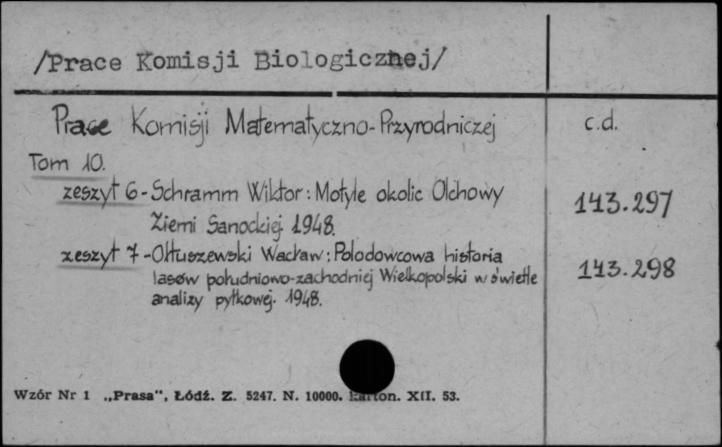 /Prace Komisji Biologicznej/
Prace Komisji Matematyczno-Przyrodniczej c.d.
Tom 10.
zeszyt 6 - Schramm Wiktor: Motyle okolic Olchowy 143.297
Ziemi Sanockiej 1948.
zeszyt 7 - Ołtuszewski Wacław: Polodowcowa historia 143.298
lasów południowo-zachodniej Wielkopolski w świetle
analizy pyłkowej. 1948.
Wzór Nr 1 „Prasa", Łódź. Z. 5247. N. 10000. Karton. XII. 53.